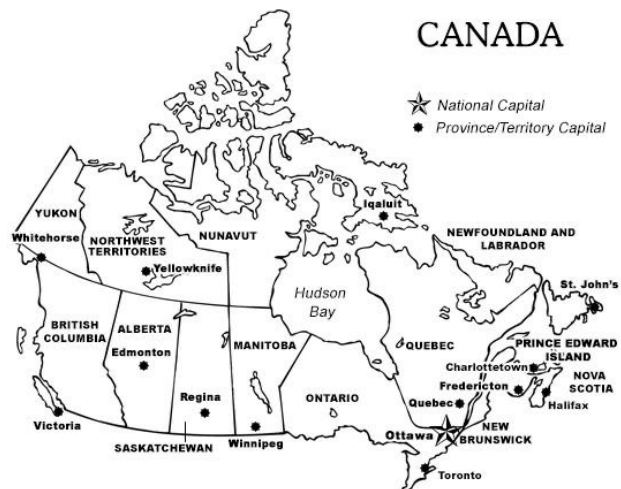 CANADA
National Capital
Province/Territory Capital
Iqaluit
YUKON
NUNAVUT
NEWFOUNDLAND AND
LABRADOR
Whitehorse
NORTHWEST
TERRITORIES
Yellowknife
St. John's
Hudson
Bay
BRITISH
COLUMBIA
ALBERTA
Edmonton
MANITOBA
QUEBEC
PRINCE EDWARD
ISLAND
Charlottetown
NOVA
SCOTIA
Fredericton
Regina
ONTARIO
Quebec
Halifax
Victoria
SASKATCHEWAN
Winnipeg
Ottawa
NEW
BRUNSWICK
Toronto